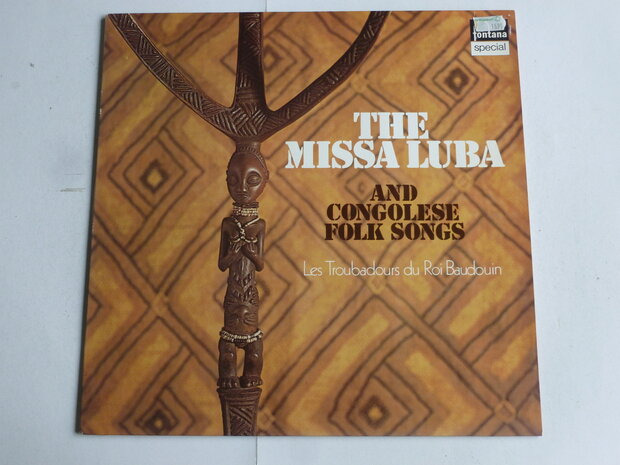 fontana
special
THE
MISSA LUBA
AND
CONGOLESE
FOLK SONGS
Les Troubadours du Roi Baudouin